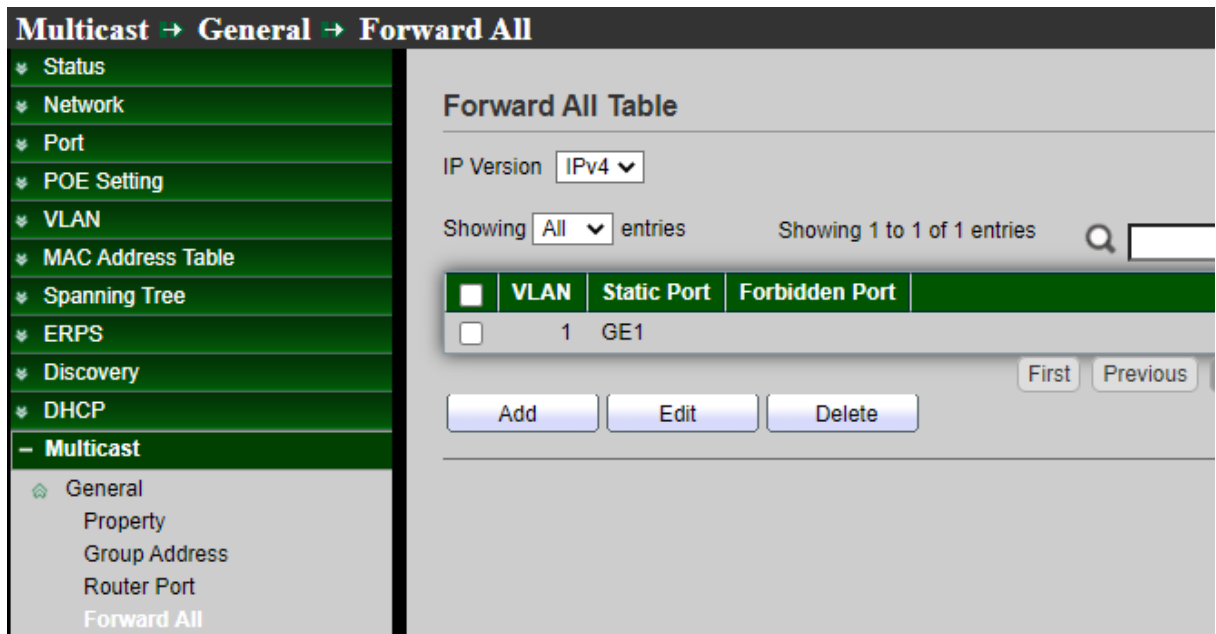 Multicast → General → Forward All
Status
Network
Port
POE Setting
VLAN
MAC Address Table
Spanning Tree
ERPS
Discovery
DHCP
Multicast
General
Property
Group Address
Router Port
Forward All
Forward All Table
IP Version IPv4
Showing All entries Showing 1 to 1 of 1 entries
VLAN Static Port Forbidden Port
1 GE1
First Previous
Add Edit Delete